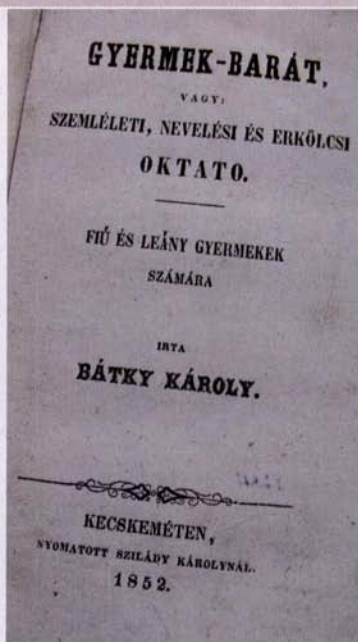 GYERMEK-BARÁT,
VAGY:
SZEMLÉLETI, NEVELÉSI ÉS ERKÖLCSI
OKTATO.
FIÚ ÉS LEÁNY GYERMEKEK
SZÁMÁRA
IRTA
BÁTKY KÁROLY.
KECSKEMÉTEN,
NYOMATOTT SZILÁDY KÁROLYNÁL.
1852.